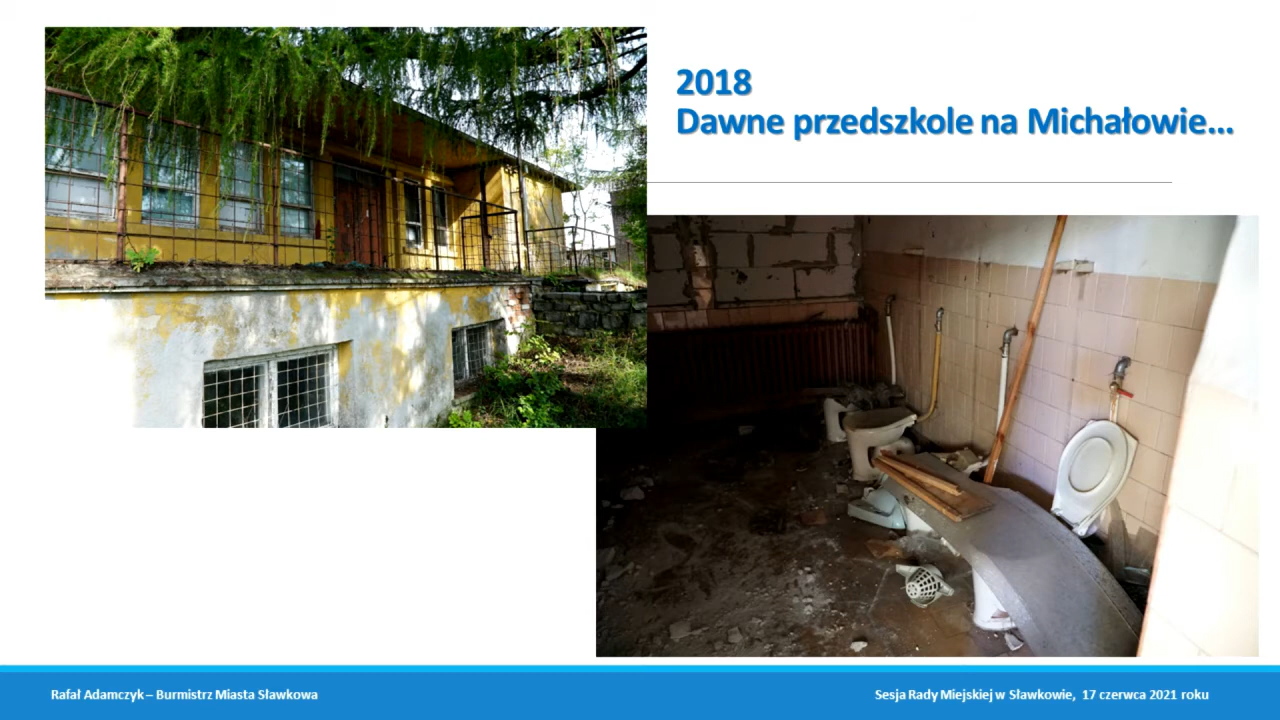 2018
Dawne przedszkole na Michałowie...
Rafał Adamczyk – Burmistrz Miasta Sławkowa
Sesja Rady Miejskiej w Sławkowie, 17 czerwca 2021 roku